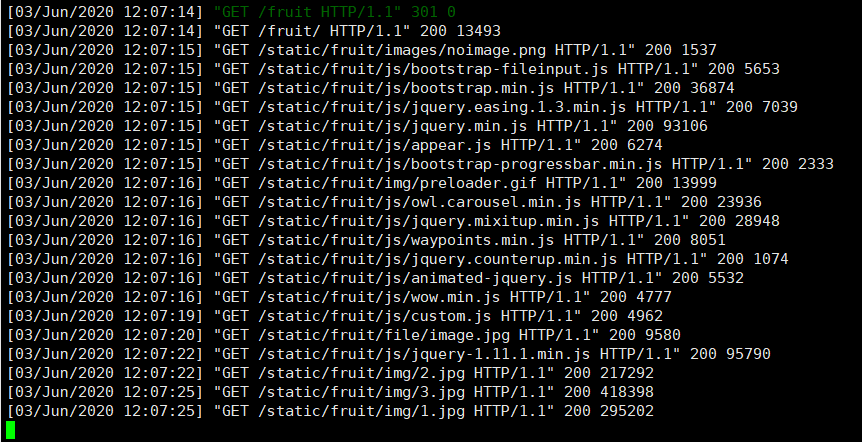 [03/Jun/2020 12:07:14] "GET /fruit HTTP/1.1" 301 0
[03/Jun/2020 12:07:14] "GET /fruit/ HTTP/1.1" 200 13493
[03/Jun/2020 12:07:15] "GET /static/fruit/images/noimage.png HTTP/1.1" 200 1537
[03/Jun/2020 12:07:15] "GET /static/fruit/js/bootstrap-fileinput.js HTTP/1.1" 200 5653
[03/Jun/2020 12:07:15] "GET /static/fruit/js/bootstrap.min.js HTTP/1.1" 200 36874
[03/Jun/2020 12:07:15] "GET /static/fruit/js/jquery.easing.1.3.min.js HTTP/1.1" 200 7039
[03/Jun/2020 12:07:15] "GET /static/fruit/js/jquery.min.js HTTP/1.1" 200 93106
[03/Jun/2020 12:07:15] "GET /static/fruit/js/appear.js HTTP/1.1" 200 6274
[03/Jun/2020 12:07:15] "GET /static/fruit/js/bootstrap-progressbar.min.js HTTP/1.1" 200 2333
[03/Jun/2020 12:07:16] "GET /static/fruit/img/preloader.gif HTTP/1.1" 200 13999
[03/Jun/2020 12:07:16] "GET /static/fruit/js/owl.carousel.min.js HTTP/1.1" 200 23936
[03/Jun/2020 12:07:16] "GET /static/fruit/js/jquery.mixitup.min.js HTTP/1.1" 200 28948
[03/Jun/2020 12:07:16] "GET /static/fruit/js/waypoints.min.js HTTP/1.1" 200 8051
[03/Jun/2020 12:07:16] "GET /static/fruit/js/jquery.counterup.min.js HTTP/1.1" 200 1074
[03/Jun/2020 12:07:16] "GET /static/fruit/js/animated-jquery.js HTTP/1.1" 200 5532
[03/Jun/2020 12:07:16] "GET /static/fruit/js/wow.min.js HTTP/1.1" 200 4777
[03/Jun/2020 12:07:19] "GET /static/fruit/js/custom.js HTTP/1.1" 200 4962
[03/Jun/2020 12:07:20] "GET /static/fruit/file/image.jpg HTTP/1.1" 200 9580
[03/Jun/2020 12:07:22] "GET /static/fruit/js/jquery-1.11.1.min.js HTTP/1.1" 200 95790
[03/Jun/2020 12:07:22] "GET /static/fruit/img/2.jpg HTTP/1.1" 200 217292
[03/Jun/2020 12:07:25] "GET /static/fruit/img/3.jpg HTTP/1.1" 200 418398
[03/Jun/2020 12:07:25] "GET /static/fruit/img/1.jpg HTTP/1.1" 200 295202